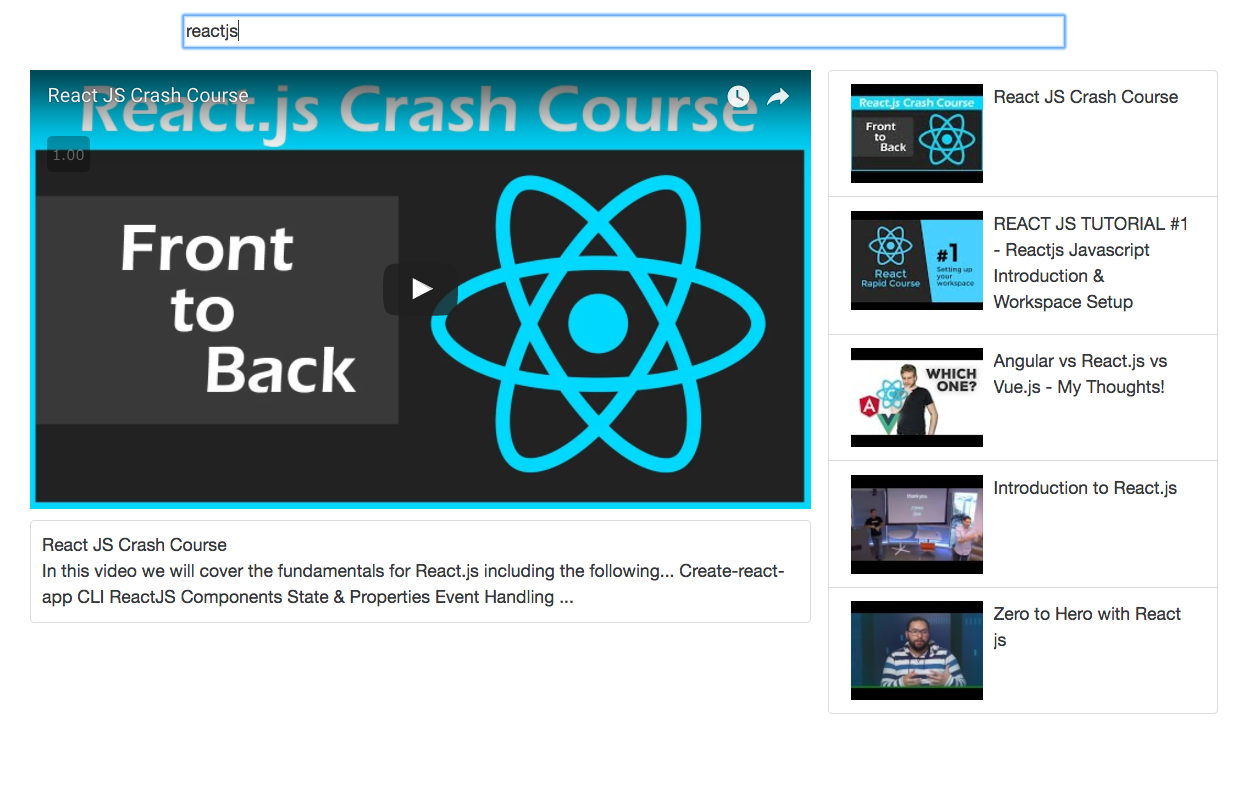 reactjs
React JS Crash Course
React.js Crash Course
1.00
Front
to
Back
React JS Crash Course
In this video we will cover the fundamentals for React.js including the following... Create-react-
app CLI ReactJS Components State & Properties Event Handling ...
React.js Crash Course
Front
to
Back
React JS Crash Course
#1
Setting up
your
workspace
React
Rapid Course
REACT JS TUTORIAL #1
- Reactjs Javascript
Introduction &
Workspace Setup
WHICH
ONE?
A
Angular vs React.js vs
Vue.js - My Thoughts!
Introduction to React.js
Zero to Hero with React
js